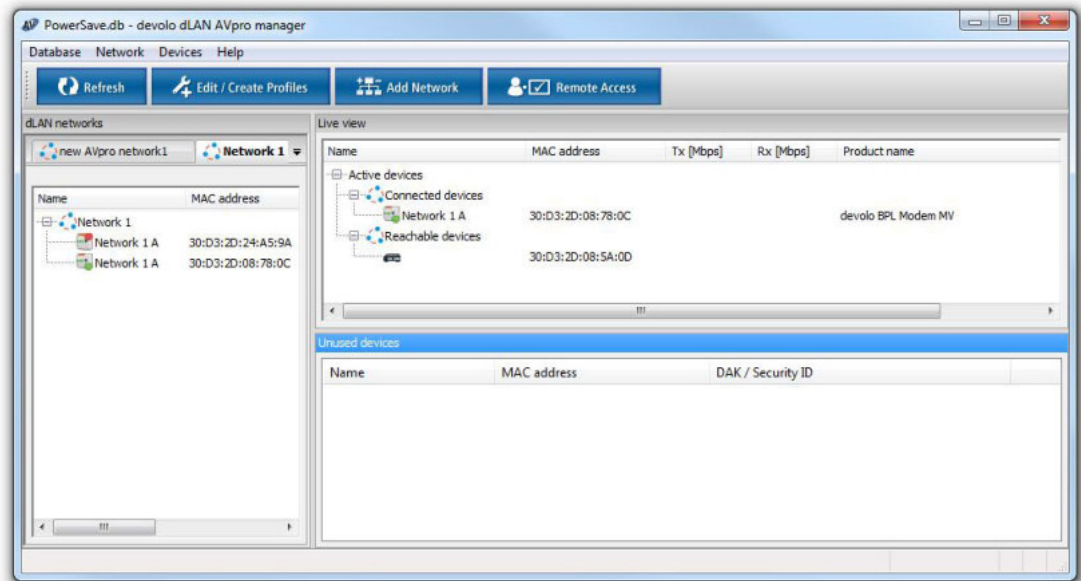 PowerSave.db - devolo dLAN AVpro manager
Database Network Devices Help
Refresh Edit / Create Profiles Add Network Remote Access
dLAN networks
new AVpro network1 Network 1
Name MAC address
Network 1
Network 1 A 30:D3:2D:24:A5:9A
Network 1 A 30:D3:2D:08:78:0C
Live view
Name MAC address Tx [Mbps] Rx [Mbps] Product name
Active devices
Connected devices
Network 1 A 30:D3:2D:08:78:0C devolo BPL Modem MV
Reachable devices
30:D3:2D:08:5A:0D
Unused devices
Name MAC address DAK / Security ID